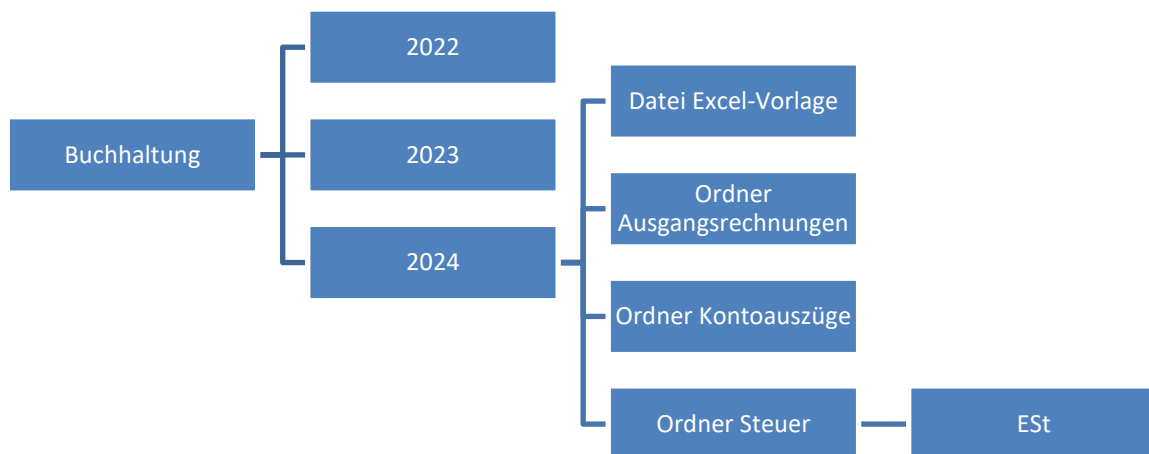 Buchhaltung
2022
2023
2024
Datei Excel-Vorlage
Ordner
Ausgangsrechnungen
Ordner Kontoauszüge
Ordner Steuer
ESt